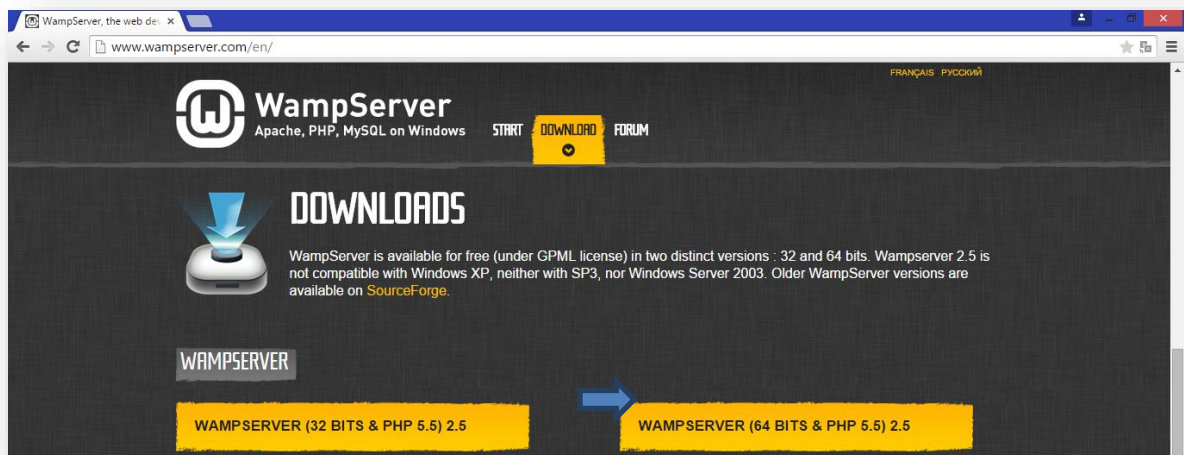 WampServer, the web de
www.wampserver.com/en/
FRANÇAIS РУССКИЙ
WampServer
Apache, PHP, MySQL on Windows
START DOWNLOAD FORUM
DOWNLOADS
WampServer is available for free (under GPML license) in two distinct versions : 32 and 64 bits. Wampserver 2.5 is
not compatible with Windows XP, neither with SP3, nor Windows Server 2003. Older WampServer versions are
available on SourceForge.
WAMPSERVER
WAMPSERVER (32 BITS & PHP 5.5) 2.5
WAMPSERVER (64 BITS & PHP 5.5) 2.5